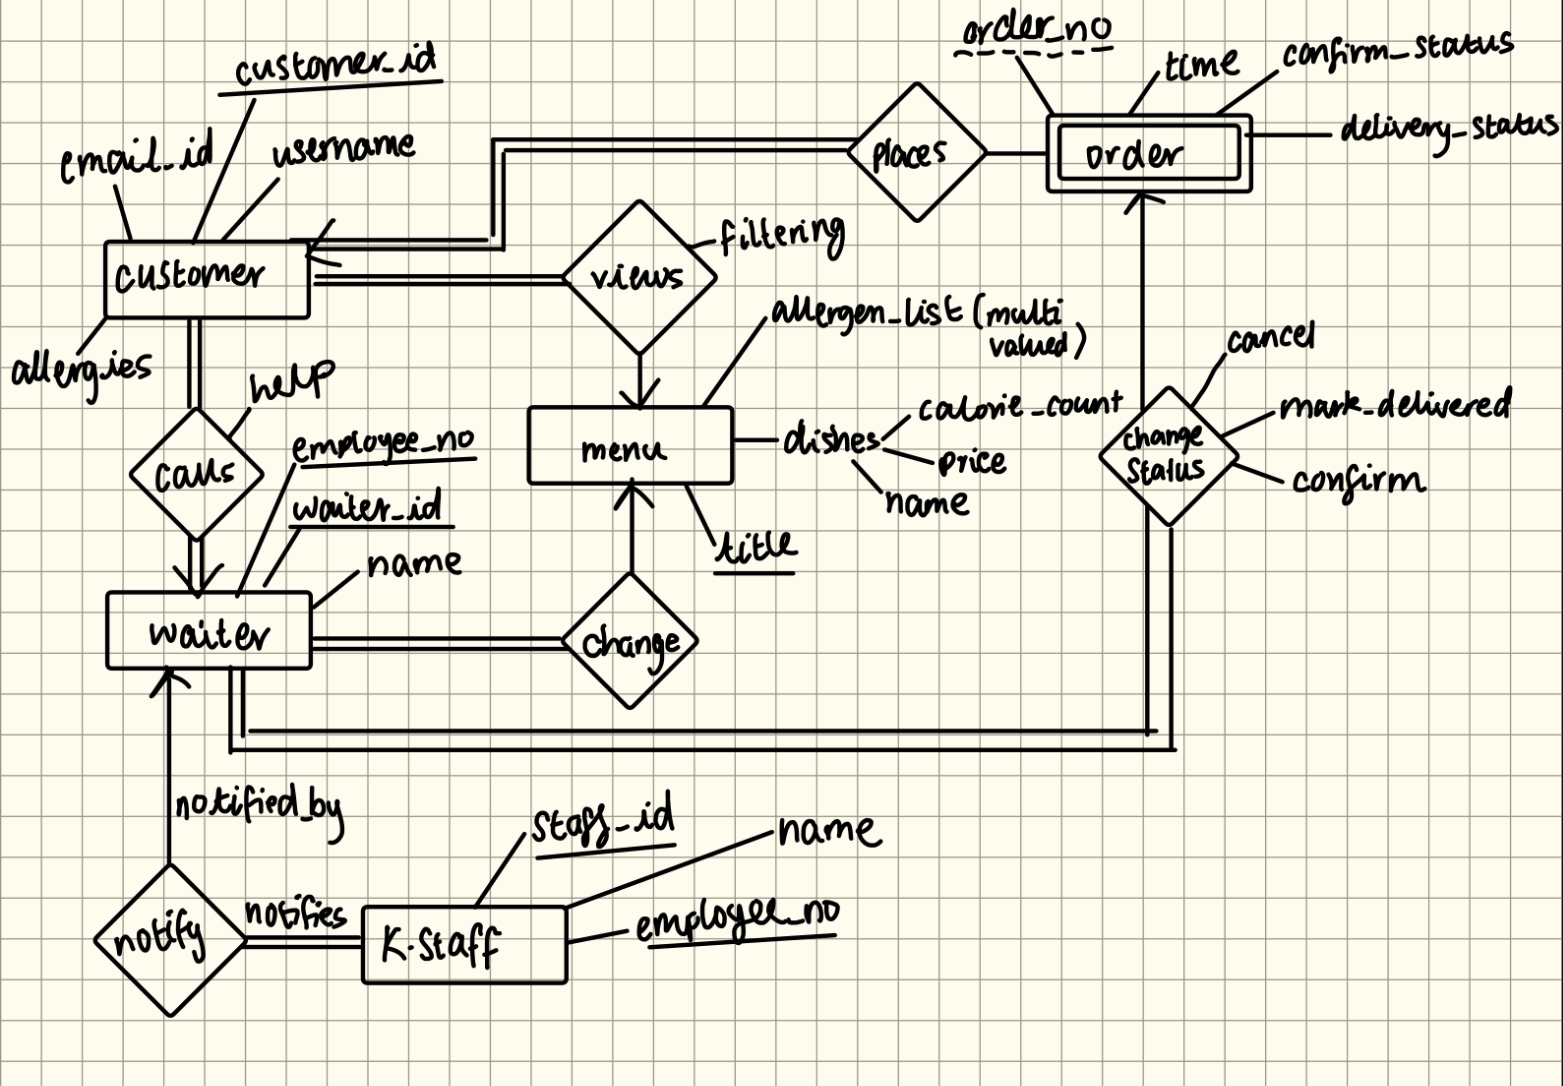 order_no
time
confirm_status
customer_id
delivery_status
email_id
username
places
order
customer
views
filtering
allergen_list (multi
valued)
allergies
help
cancel
calls
employee_no
menu
dishes
calorie_count
price
name
change
status
mark_delivered
confirm
waiter_id
name
title
waiter
change
notified_by
staff_id
name
notify
notifies
K.Staff
employee_no